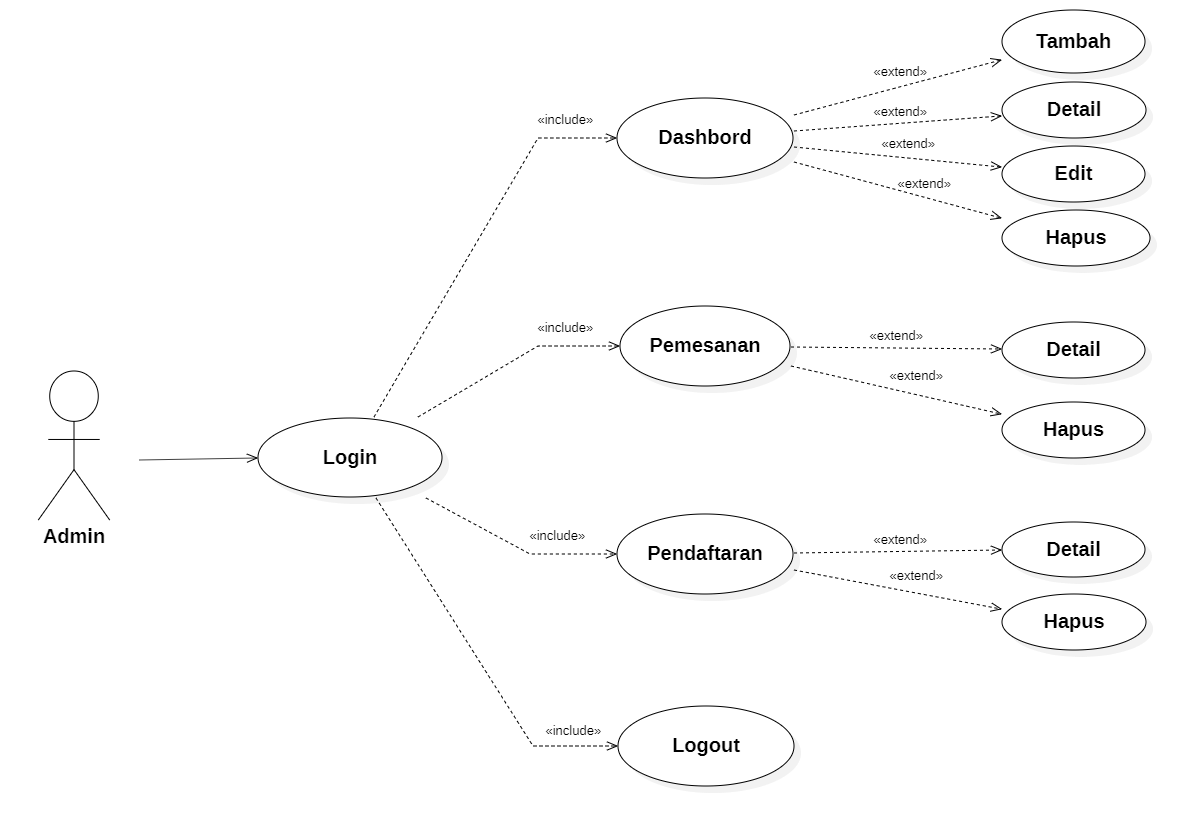 Tambah
«extend»
Detail
«extend»
«include»
Dashbord
«extend»
Edit
«extend»
Hapus
«include»
Pemesanan
«extend»
Detail
«extend»
Hapus
Login
Admin
«include»
Pendaftaran
«extend»
Detail
«extend»
Hapus
«include»
Logout